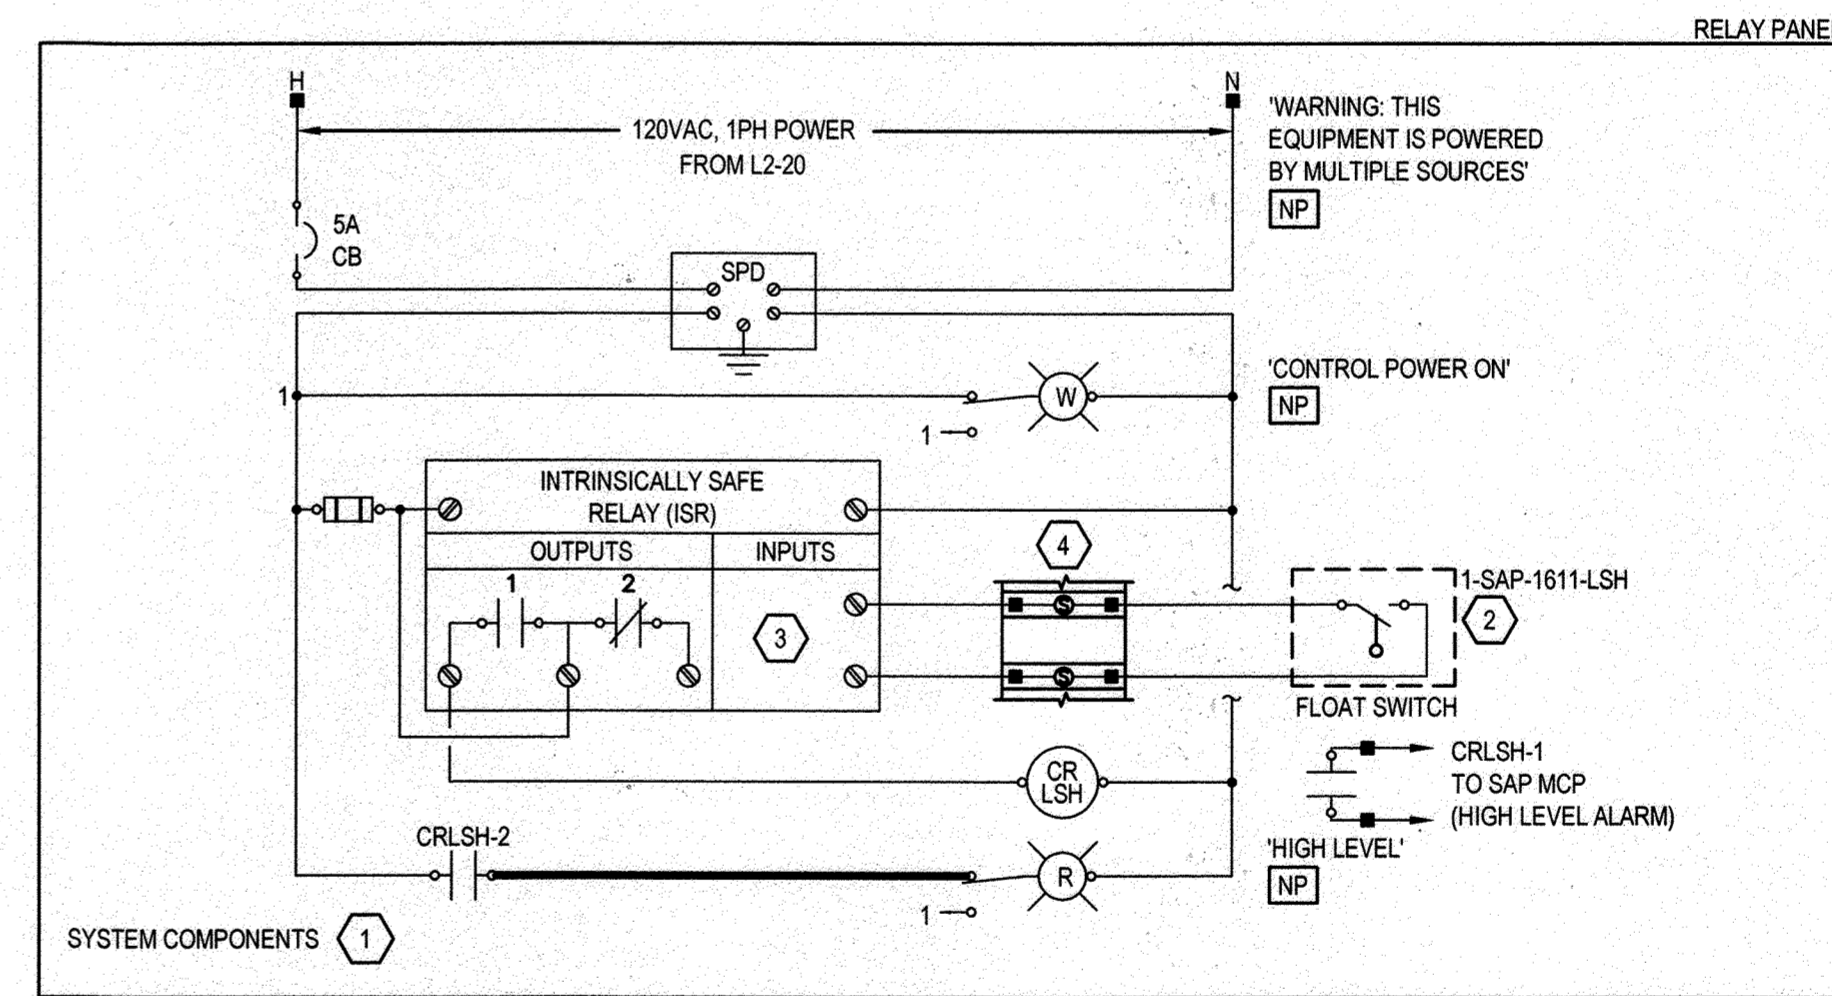 RELAY PANE
H
N
120VAC, 1PH POWER
FROM L2-20
'WARNING: THIS
EQUIPMENT IS POWERED
BY MULTIPLE SOURCES'
NP
5A
CB
SPD
'CONTROL POWER ON'
NP
1
W
1
INTRINSICALLY SAFE
RELAY (ISR)
OUTPUTS
INPUTS
1
2
3
4
S
S
1-SAP-1611-LSH
2
FLOAT SWITCH
CR
LSH
CRLSH-1
TO SAP MCP
(HIGH LEVEL ALARM)
CRLSH-2
R
1
'HIGH LEVEL'
NP
SYSTEM COMPONENTS
1